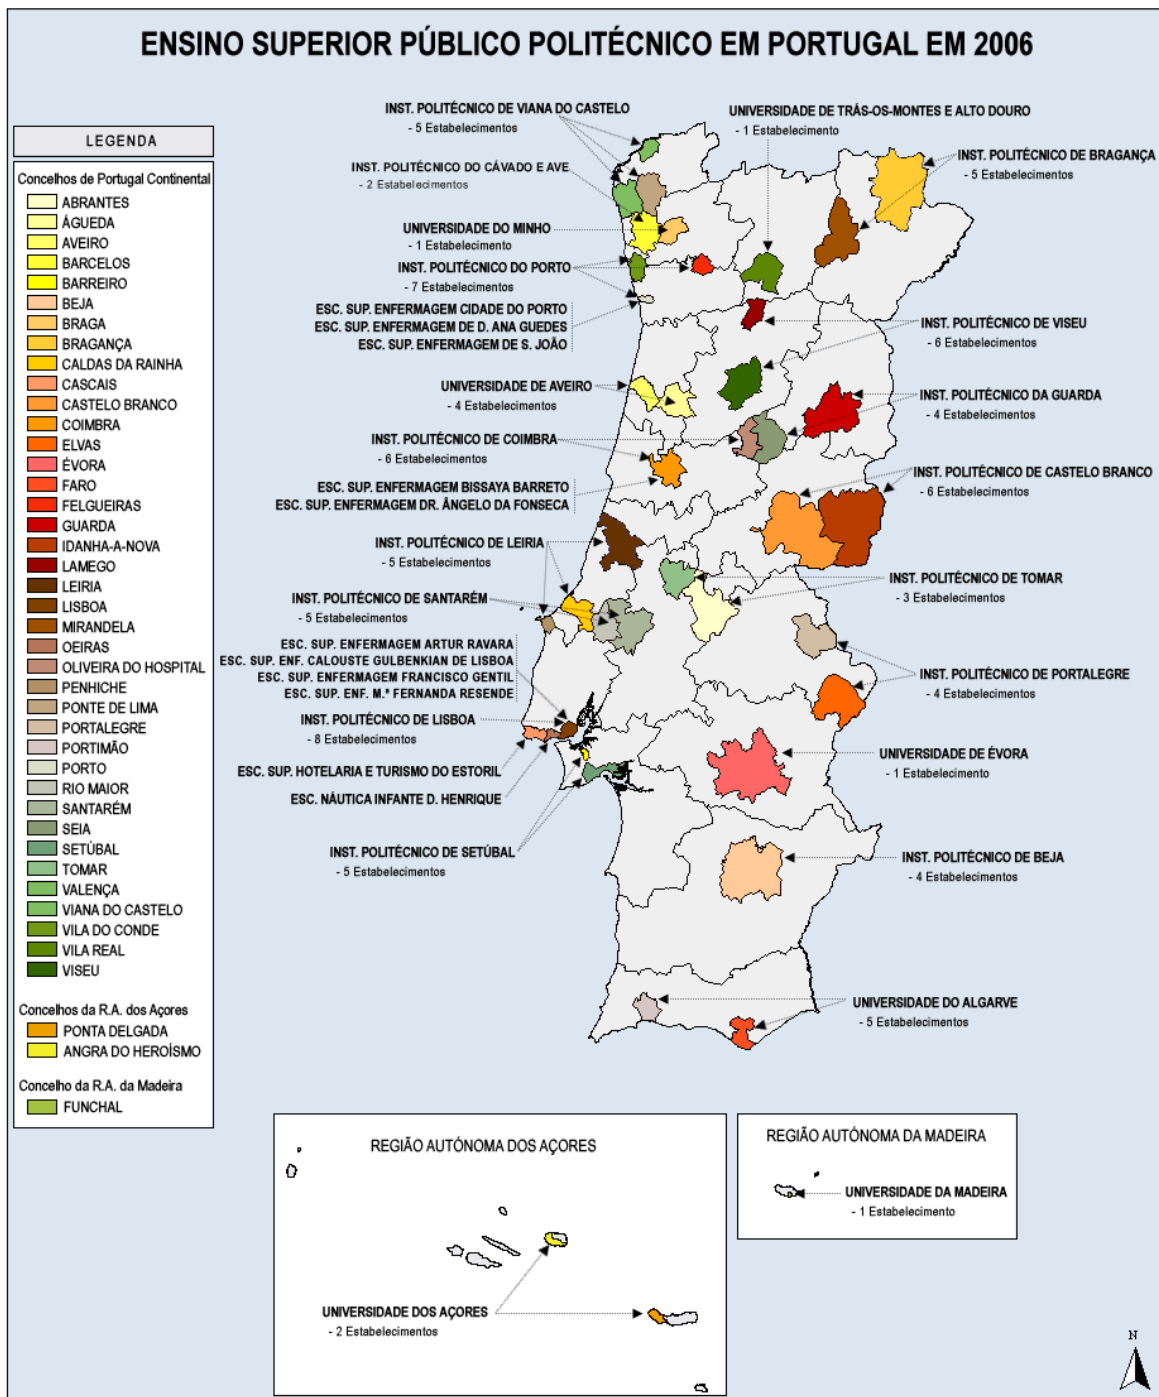 ENSINO SUPERIOR PÚBLICO POLITÉCNICO EM PORTUGAL EM 2006
LEGENDA
Concelhos de Portugal Continental
ABRANTES
ÁGUEDA
AVEIRO
BARCELOS
BARREIRO
BEJA
BRAGA
BRAGANÇA
CALDAS DA RAINHA
CASCAIS
CASTELO BRANCO
COIMBRA
ELVAS
ÉVORA
FARO
FELGUEIRAS
GUARDA
IDANHA-A-NOVA
LAMEGO
LEIRIA
LISBOA
MIRANDELA
OEIRAS
OLIVEIRA DO HOSPITAL
PENHICHE
PONTE DE LIMA
PORTALEGRE
PORTIMÃO
PORTO
RIO MAIOR
SANTARÉM
SEIA
SETÚBAL
TOMAR
VALENÇA
VIANA DO CASTELO
VILA DO CONDE
VILA REAL
VISEU
Concelhos da R.A. dos Açores
PONTA DELGADA
ANGRA DO HEROÍSMO
Concelho da R.A. da Madeira
FUNCHAL
INST. POLITÉCNICO DE VIANA DO CASTELO
- 5 Estabelecimentos
INST. POLITÉCNICO DO CÁVADO E AVE
- 2 Estabelecimentos
UNIVERSIDADE DO MINHO
- 1 Estabelecimento
INST. POLITÉCNICO DO PORTO
- 7 Estabelecimentos
ESC. SUP. ENFERMAGEM CIDADE DO PORTO
ESC. SUP. ENFERMAGEM DE D. ANA GUEDES
ESC. SUP. ENFERMAGEM DE S. JOÃO
UNIVERSIDADE DE AVEIRO
- 4 Estabelecimentos
INST. POLITÉCNICO DE COIMBRA
- 6 Estabelecimentos
ESC. SUP. ENFERMAGEM BISSAYA BARRETO
ESC. SUP. ENFERMAGEM DR. ÂNGELO DA FONSECA
INST. POLITÉCNICO DE LEIRIA
- 5 Estabelecimentos
INST. POLITÉCNICO DE SANTARÉM
- 5 Estabelecimentos
ESC. SUP. ENFERMAGEM ARTUR RAVARA
ESC. SUP. ENF. CALOUSTE GULBENKIAN DE LISBOA
ESC. SUP. ENFERMAGEM FRANCISCO GENTIL
ESC. SUP. ENF. M.ª FERNANDA RESENDE
INST. POLITÉCNICO DE LISBOA
- 8 Estabelecimentos
ESC. SUP. HOTELARIA E TURISMO DO ESTORIL
ESC. NÁUTICA INFANTE D. HENRIQUE
INST. POLITÉCNICO DE SETÚBAL
- 5 Estabelecimentos
UNIVERSIDADE DE TRÁS-OS-MONTES E ALTO DOURO
- 1 Estabelecimento
INST. POLITÉCNICO DE BRAGANÇA
- 5 Estabelecimentos
INST. POLITÉCNICO DE VISEU
- 6 Estabelecimentos
INST. POLITÉCNICO DA GUARDA
- 4 Estabelecimentos
INST. POLITÉCNICO DE CASTELO BRANCO
- 6 Estabelecimentos
INST. POLITÉCNICO DE TOMAR
- 3 Estabelecimentos
INST. POLITÉCNICO DE PORTALEGRE
- 4 Estabelecimentos
UNIVERSIDADE DE ÉVORA
- 1 Estabelecimento
INST. POLITÉCNICO DE BEJA
- 4 Estabelecimentos
UNIVERSIDADE DO ALGARVE
- 5 Estabelecimentos
REGIÃO AUTÓNOMA DOS AÇORES
UNIVERSIDADE DOS AÇORES
- 2 Estabelecimentos
REGIÃO AUTÓNOMA DA MADEIRA
UNIVERSIDADE DA MADEIRA
- 1 Estabelecimento
N